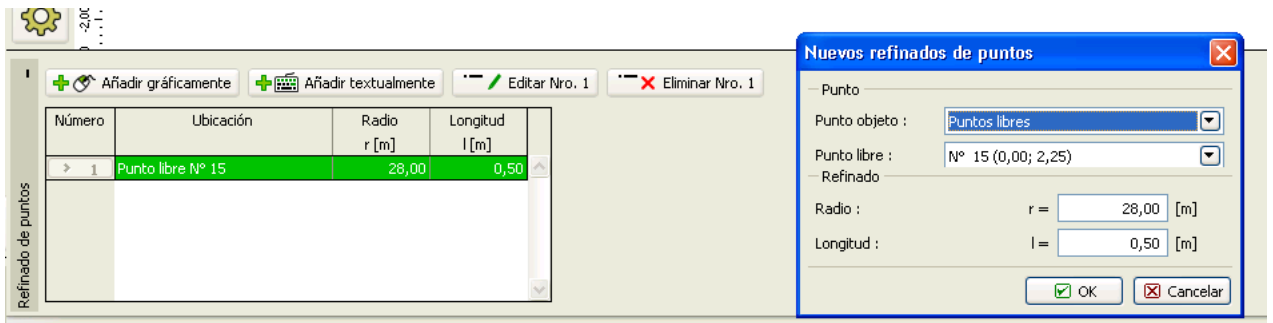 -2,00
0
Añadir gráficamente
Añadir textualmente
Editar Nro. 1
Eliminar Nro. 1
Número Ubicación Radio Longitud
r [m] l [m]
1 Punto libre Nº 15 28,00 0,50
Refinado de puntos
Nuevos refinados de puntos
Punto
Punto objeto : Puntos libres
Punto libre : Nº 15 (0,00; 2,25)
Refinado
Radio : r = 28,00 [m]
Longitud : l = 0,50 [m]
OK Cancelar